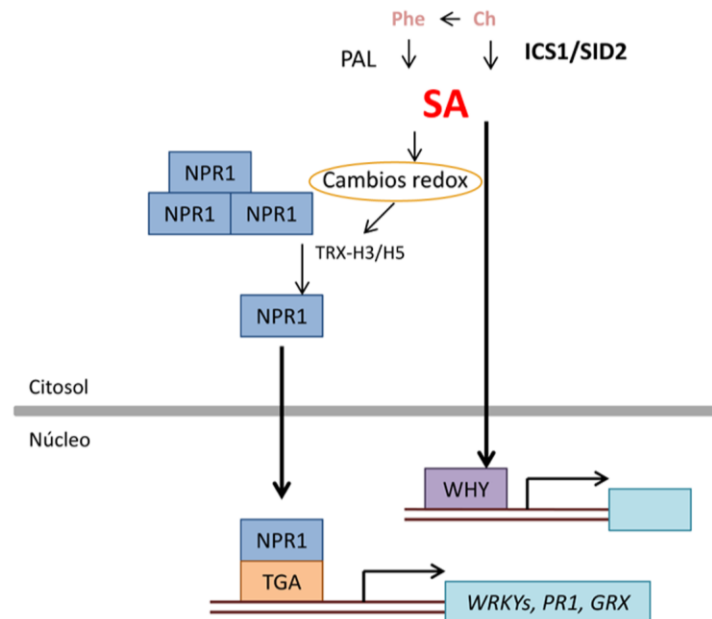 Phe
Ch
PAL
ICS1/SID2
SA
NPR1
Cambios redox
NPR1
NPR1
TRX-H3/H5
NPR1
Citosol
Núcleo
WHY
NPR1
TGA
WRKYs, PR1, GRX